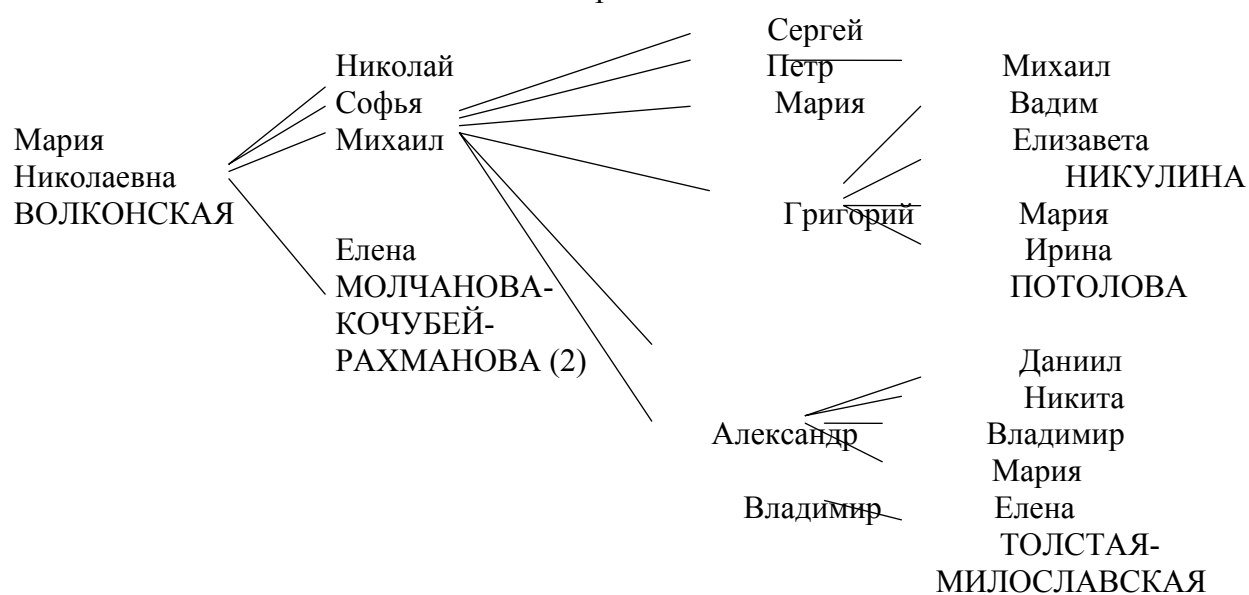 Сергей
Николай Петр Михаил
Софья Мария Вадим
Мария Михаил Елизавета
Николаевна НИКУЛИНА
ВОЛКОНСКАЯ Григорий Мария
Елена Ирина
МОЛЧАНОВА- ПОТОЛОВА
КОЧУБЕЙ-
РАХМАНОВА (2) Даниил
Никита
Александр Владимир
Мария
Владимир Елена
ТОЛСТАЯ-
МИЛОСЛАВСКАЯ